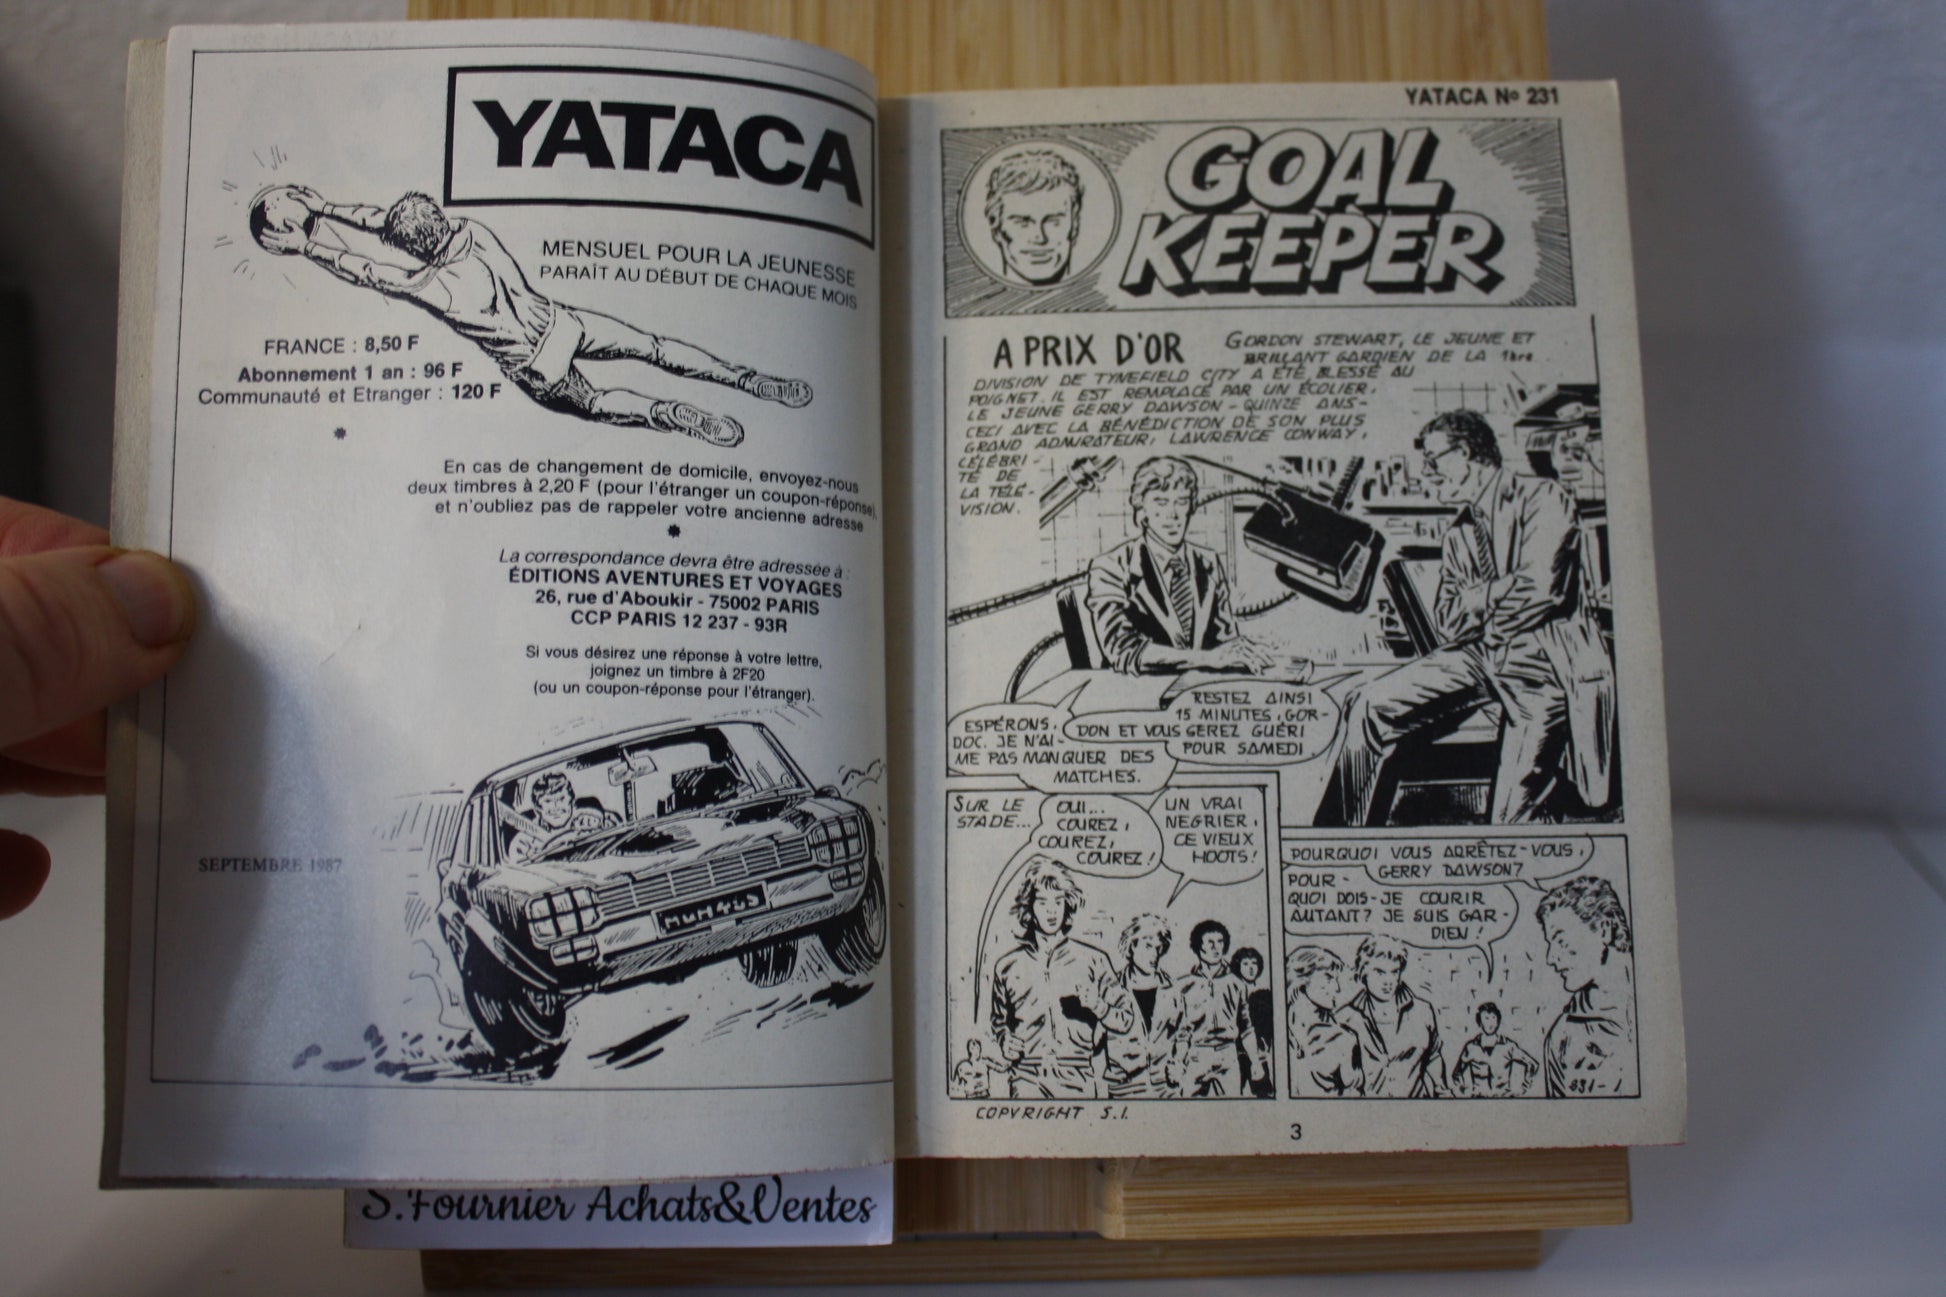 YATACA
MENSUEL POUR LA JEUNESSE
PARAÎT AU DÉBUT DE CHAQUE MOIS
FRANCE : 8,50 F
Abonnement 1 an : 96 F
Communauté et Etranger : 120 F
En cas de changement de domicile, envoyez-nous
deux timbres à 2,20 F (pour l'étranger un coupon-réponse),
et n'oubliez pas de rappeler votre ancienne adresse
La correspondance devra être adressée à :
ÉDITIONS AVENTURES ET VOYAGES
26, rue d'Aboukir - 75002 PARIS
CCP PARIS 12 237 - 93R
Si vous désirez une réponse à votre lettre,
joignez un timbre à 2F20
(ou un coupon-réponse pour l'étranger).
SEPTEMBRE 1987
S. Fournier Achats&Ventes
YATACA No 231
GOAL
KEEPER
A PRIX D'OR
GORDON STEWART, LE JEUNE ET
BRILLANT GARDIEN DE LA 1ère
DIVISION DE TYNEFIELD CITY A ÉTÉ BLESSÉ AU
POIGNET. IL EST REMPLACÉ PAR UN ÉCOLIER,
LE JEUNE GERRY DAWSON - QUINZE ANS -
CECI AVEC LA BÉNÉDICTION DE SON PLUS
GRAND ADMIRATEUR, LAWRENCE CONWAY,
CÉLÉBRI-
TÉ DE
LA TÉLÉ-
VISION.
RESTEZ AINSI
15 MINUTES, GOR-
DON ET VOUS SEREZ GUÉRI
POUR SAMEDI.
ESPÉRONS,
DOC. JE N'AI-
ME PAS MANQUER DES
MATCHES.
SUR LE
STADE...
OUI...
COUREZ,
COUREZ,
COUREZ !
UN VRAI
NEGRIER,
CE VIEUX
HOOTS !
POURQUOI VOUS ARRÊTEZ-VOUS,
GERRY DAWSON ?
POUR-
QUOI DOIS-JE COURIR
AUTANT ? JE SUIS GAR-
DIEN !
831-1
COPYRIGHT S.I.
3